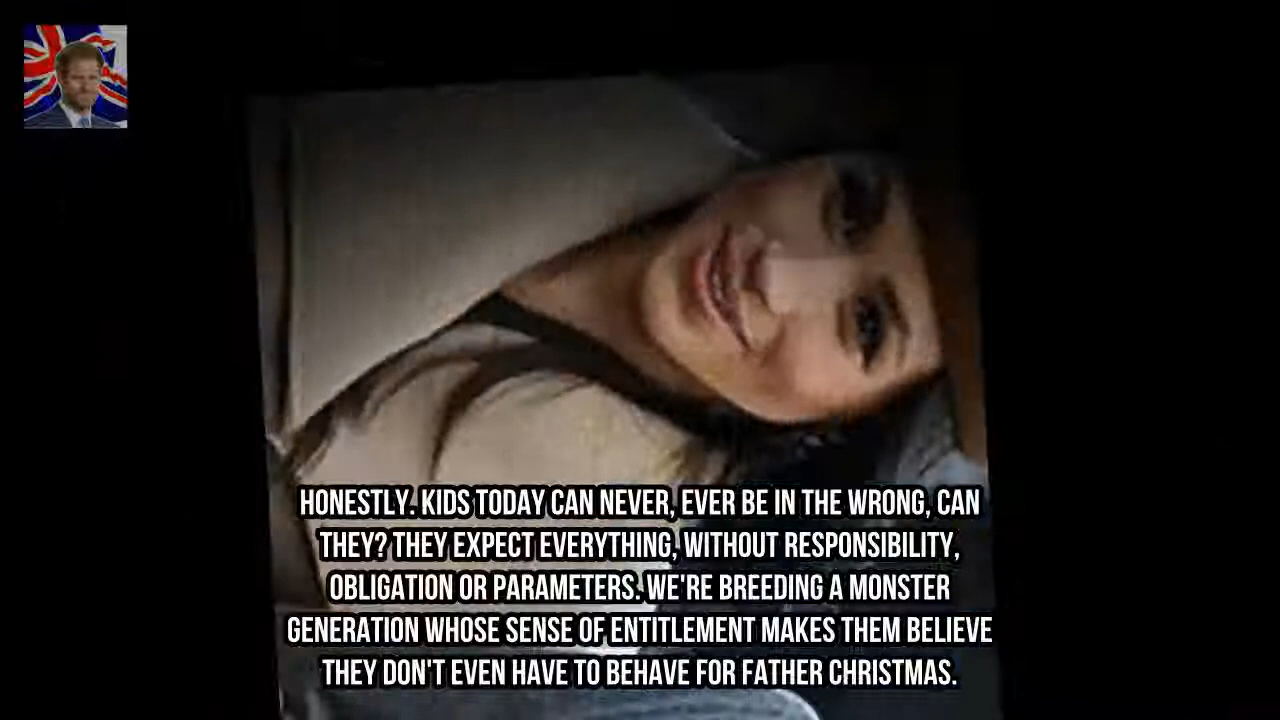 HONESTLY. KIDS TODAY CAN NEVER, EVER BE IN THE WRONG, CAN
THEY? THEY EXPECT EVERYTHING, WITHOUT RESPONSIBILITY,
OBLIGATION OR PARAMETERS. WE'RE BREEDING A MONSTER
GENERATION WHOSE SENSE OF ENTITLEMENT MAKES THEM BELIEVE
THEY DON'T EVEN HAVE TO BEHAVE FOR FATHER CHRISTMAS.